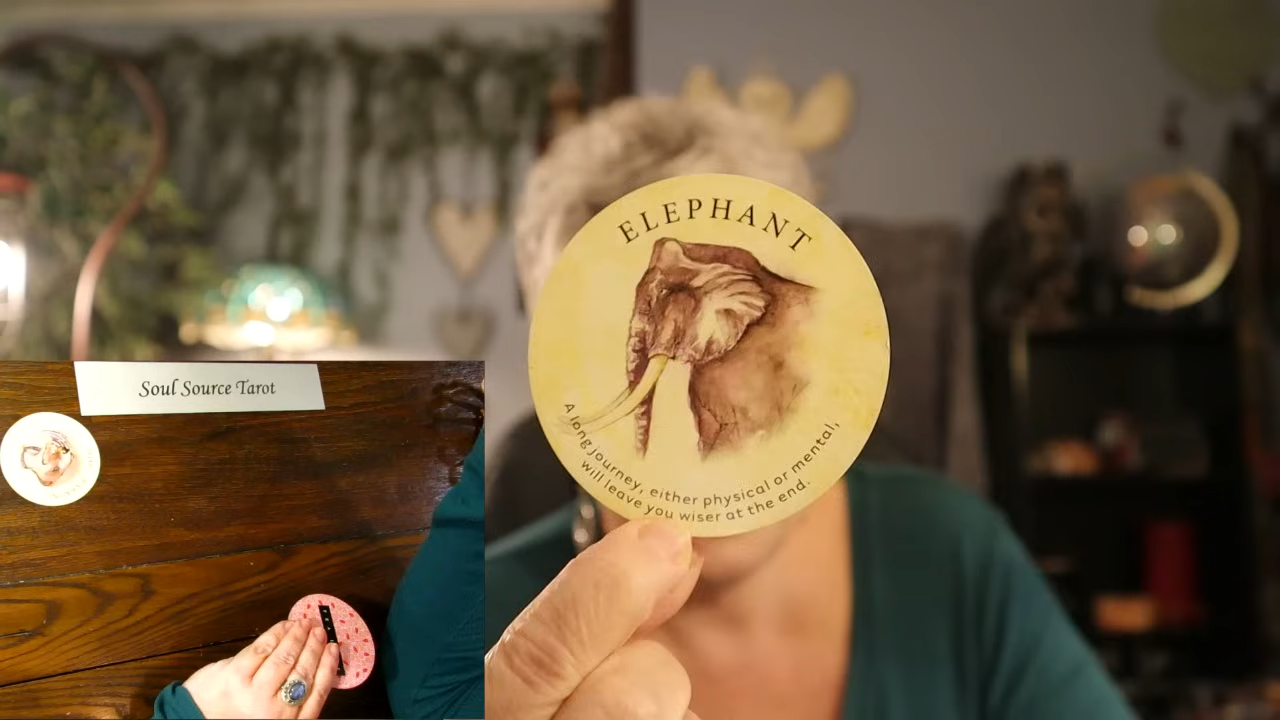 ELEPHANT
A long journey, either physical or mental,
will leave you wiser at the end.
Soul Source Tarot